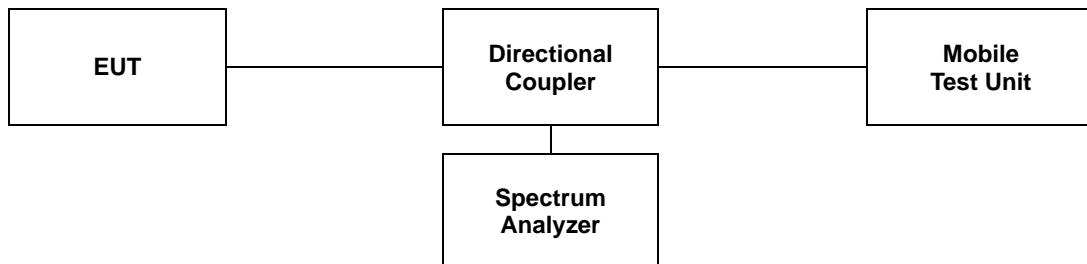 EUT
Directional
Coupler
Mobile
Test Unit
Spectrum
Analyzer